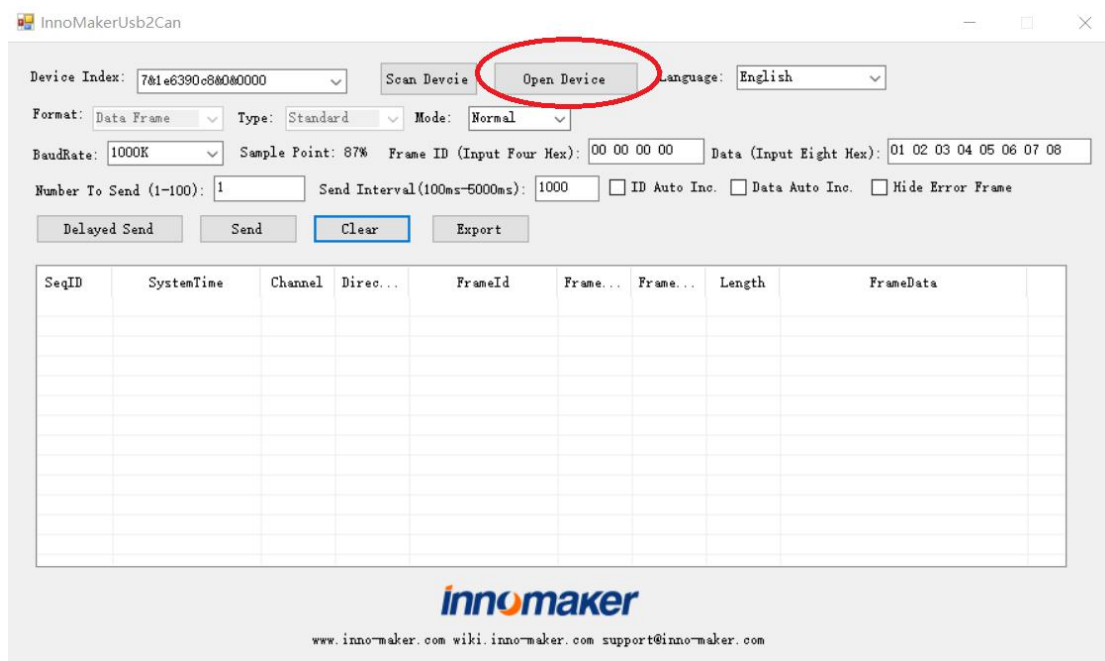 InnoMakerUsb2Can
Device Index: 7&1e6390c8&0&0000 Scan Devcie Open Device Language: English
Format: Data Frame Type: Standard Mode: Normal
BaudRate: 1000K Sample Point: 87% Frame ID (Input Four Hex): 00 00 00 00 Data (Input Eight Hex): 01 02 03 04 05 06 07 08
Number To Send (1-100): 1 Send Interval(100ms-5000ms): 1000 ID Auto Inc. Data Auto Inc. Hide Error Frame
Delayed Send Send Clear Export
SeqID SystemTime Channel Direc... FrameId Frame... Frame... Length FrameData
innomaker
www.inno-maker.com wiki.inno-maker.com support@inno-maker.com